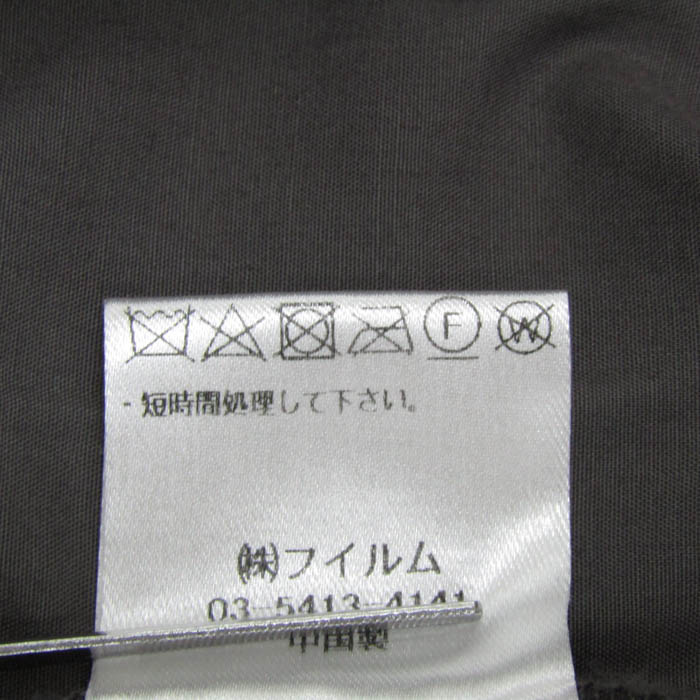 F W
・短時間処理して下さい。
㈱フイルム
03-5413-4141
中国製